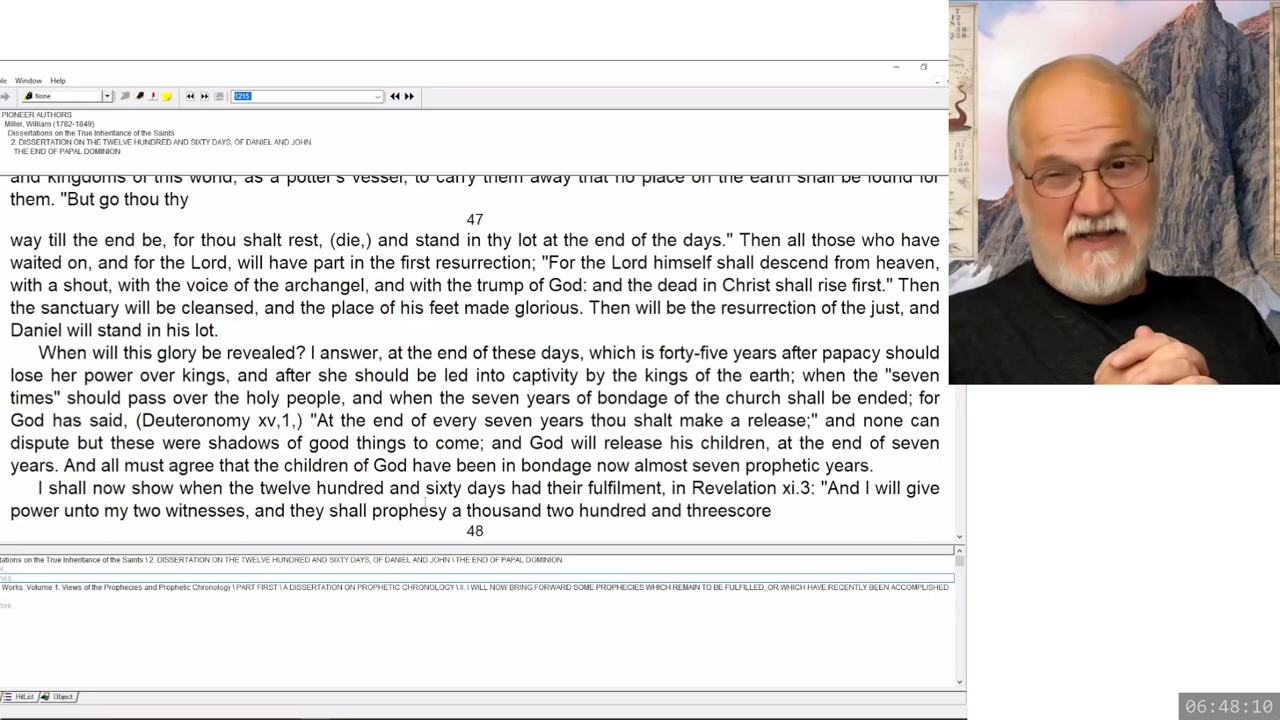 Window Help
None
1215
PIONEER AUTHORS
Miller, William (1782-1849)
Dissertations on the True Inheritance of the Saints
2. DISSERTATION ON THE TWELVE HUNDRED AND SIXTY DAYS, OF DANIEL AND JOHN
THE END OF PAPAL DOMINION
and kingdoms of this world,
potter's vessel, to carry them away that no place of the earth shall be found for
them. "But go thou thy
47
way till the end be, for thou shalt rest, (die,) and stand in thy lot at the end of the days." Then all those who have
waited on, and for the Lord, will have part in the first resurrection; "For the Lord himself shall descend from heaven,
with a shout, with the voice of the archangel, and with the trump of God: and the dead in Christ shall rise first." Then
the sanctuary will be cleansed, and the place of his feet made glorious. Then will be the resurrection of the just, and
Daniel will stand in his lot.
When will this glory be revealed? I answer, at the end of these days, which is forty-five years after papacy should
lose her power over kings, and after she should be led into captivity by the kings of the earth; when the "seven
times" should pass over the holy people, and when the seven years of bondage of the church shall be ended; for
God has said, (Deuteronomy xv,1,) "At the end of every seven years thou shalt make a release;" and none can
dispute but these were shadows of good things to come; and God will release his children, at the end of seven
years. And all must agree that the children of God have been in bondage now almost seven prophetic years.
I shall now show when the twelve hundred and sixty days had their fulfilment, in Revelation xi.3: "And I will give
power unto my two witnesses, and they shall prophesy a thousand two hundred and threescore
48
tations on the True Inheritance of the Saints \ 2. DISSERTATION ON THE TWELVE HUNDRED AND SIXTY DAYS, OF DANIEL AND JOHN \ THE END OF PAPAL DOMINION
Works. Volume 1. Views of the Prophecies and Prophetic Chronology \ PART FIRST \ A DISSERTATION ON PROPHETIC CHRONOLOGY \ II. I WILL NOW BRING FORWARD SOME PROPHECIES WHICH REMAIN TO BE FULFILLED, OR WHICH HAVE RECENTLY BEEN ACCOMPLISHED
HitList Object
06:48:10